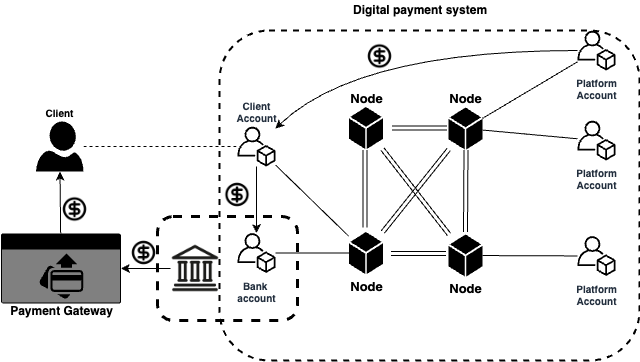 Digital payment system
$
Platform
Account
Node
Node
Client
Client
Account
Platform
Account
$
$
$
Bank
account
Node
Node
Platform
Account
Payment Gateway